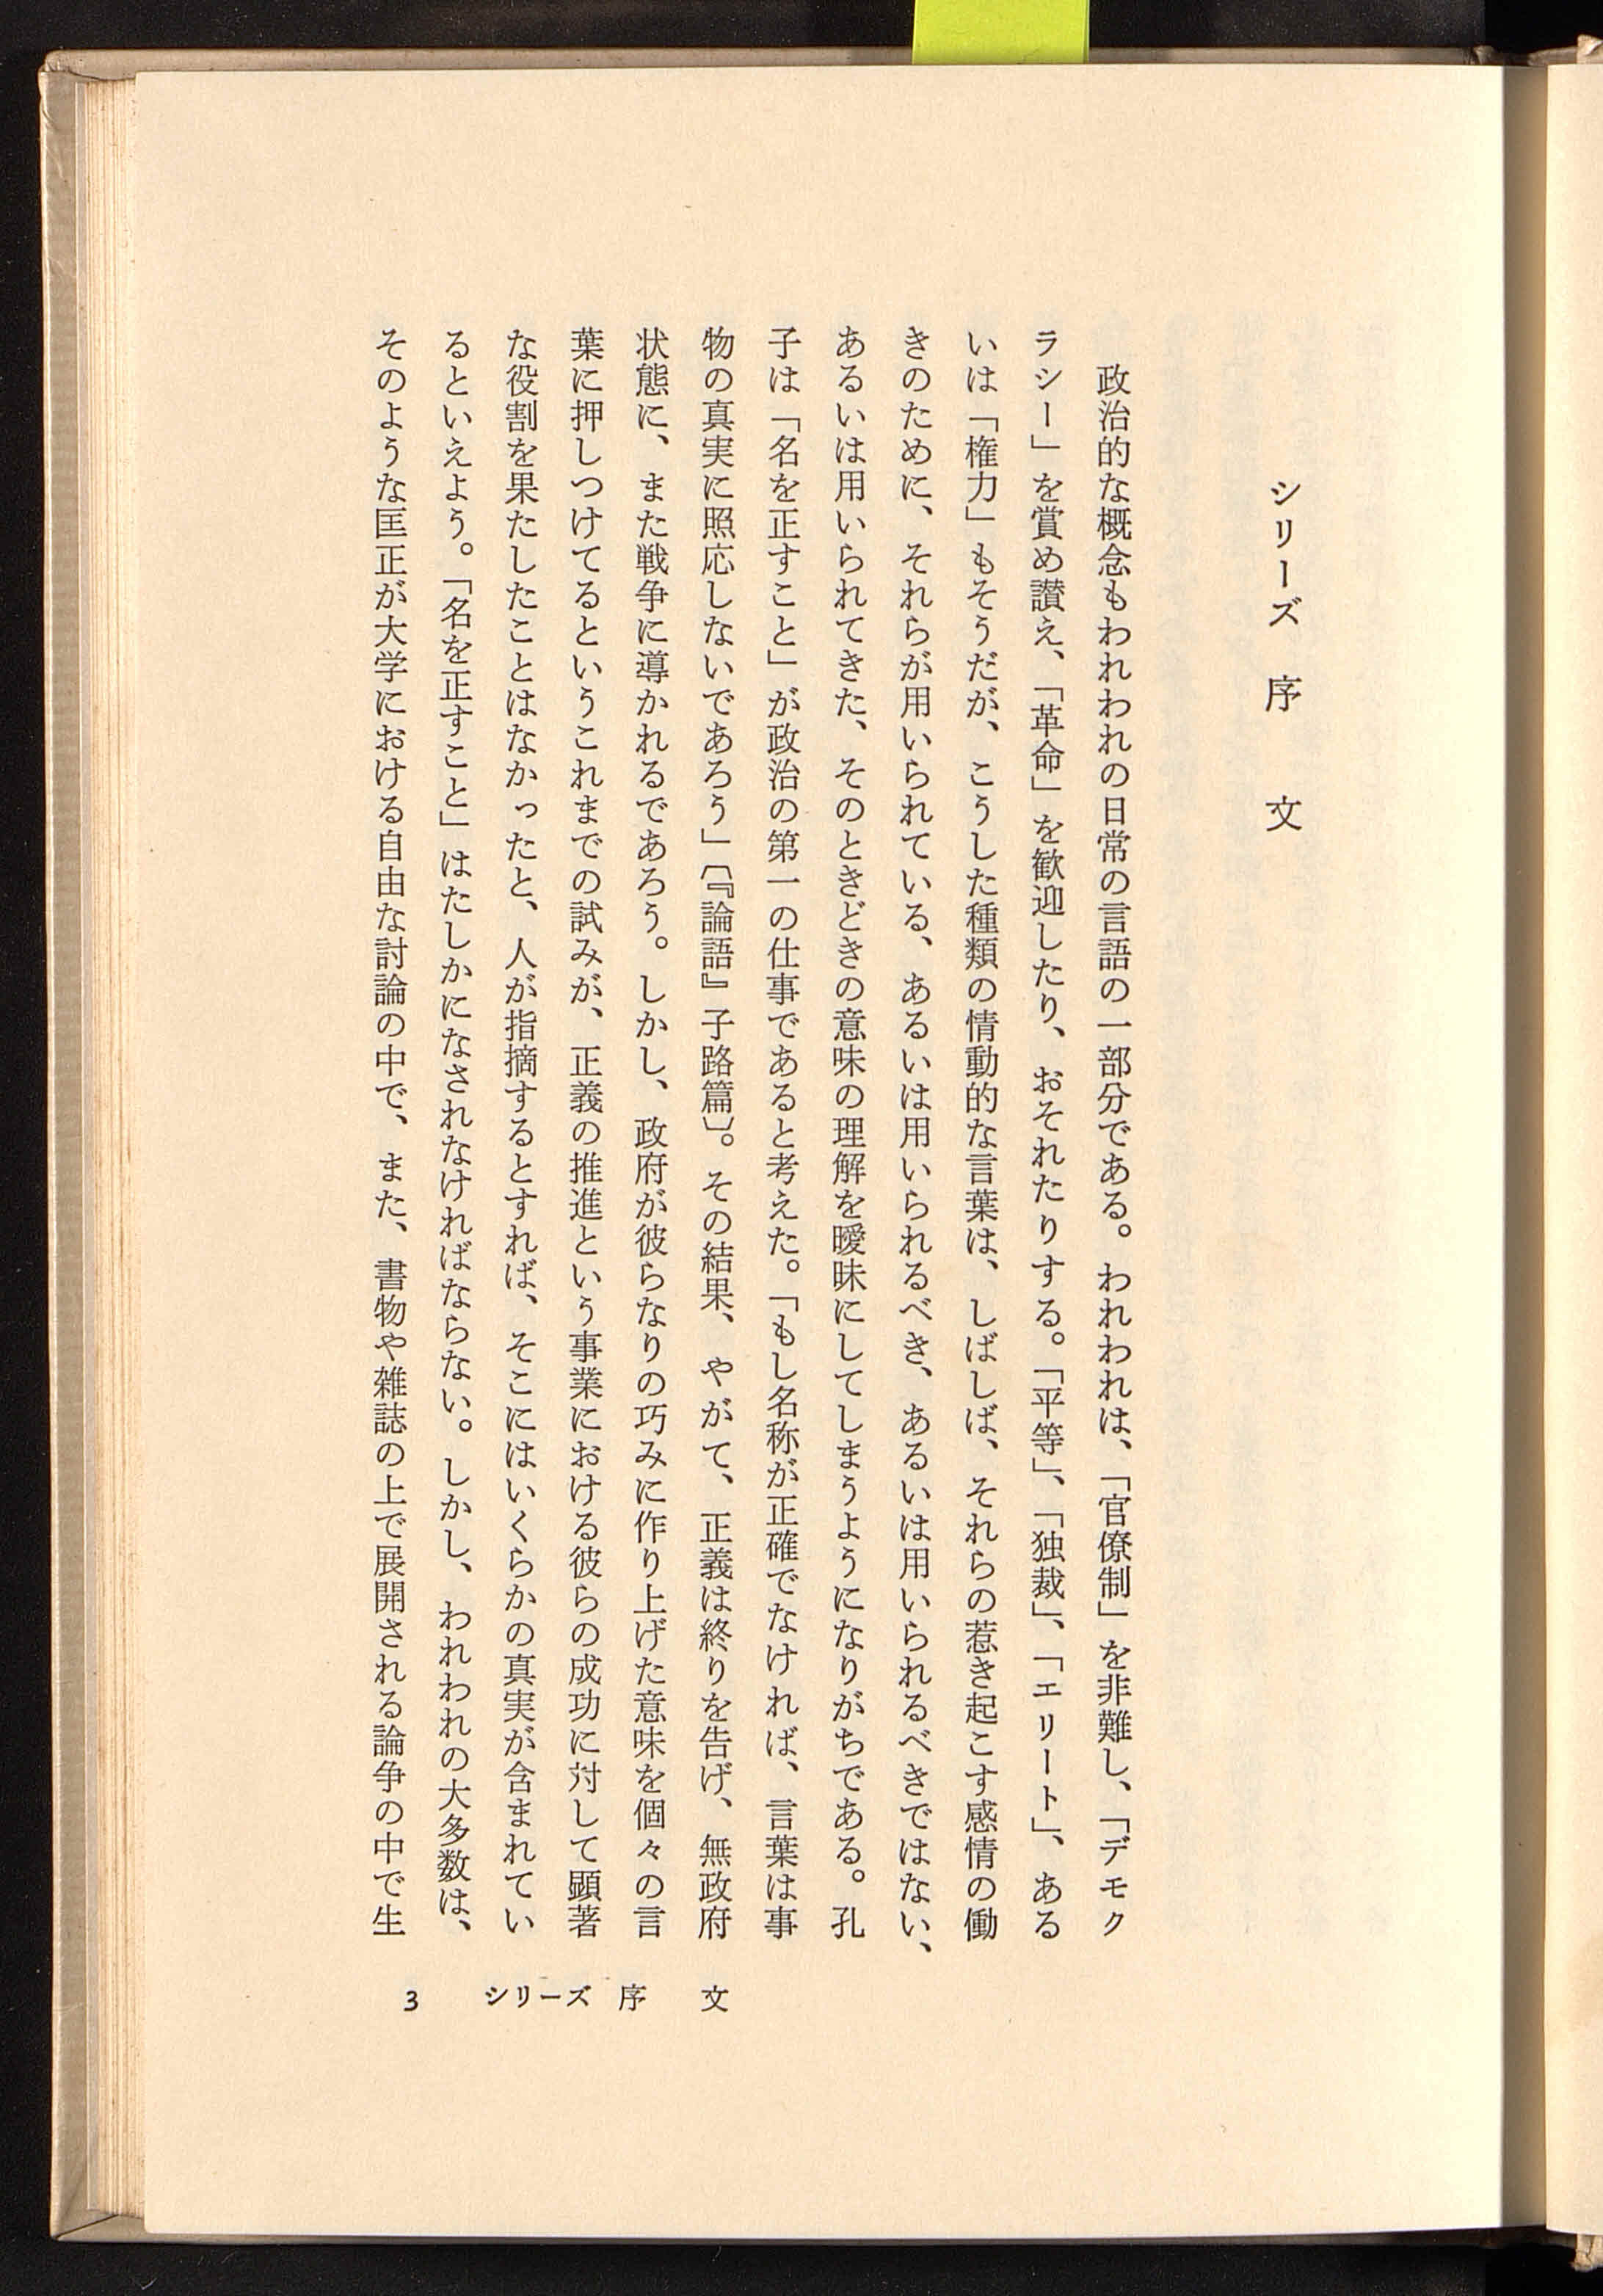 シリーズ 序 文
政治的な概念もわれわれの日常の言語の一部分である。われわれは、「官僚制」を非難し、「デモク
ラシー」を賞め讃え、「革命」を歓迎したり、おそれたりする。「平等」、「独裁」、「エリート」、ある
いは「権力」もそうだが、こうした種類の情動的な言葉は、しばしば、それらの惹き起こす感情の働
きのために、それらが用いられている、あるいは用いられるべき、あるいは用いられるべきではない、
あるいは用いられてきた、そのときどきの意味の理解を曖昧にしてしまうようになりがちである。孔
子は「名を正すこと」が政治の第一の仕事であると考えた。「もし名称が正確でなければ、言葉は事
物の真実に照応しないであろう」〔『論語』子路篇〕。その結果、やがて、正義は終りを告げ、無政府
状態に、また戦争に導かれるであろう。しかし、政府が彼らなりの巧みに作り上げた意味を個々の言
葉に押しつけてるというこれまでの試みが、正義の推進という事業における彼らの成功に対して顕著
な役割を果たしたことはなかったと、人が指摘するとすれば、そこにはいくらかの真実が含まれてい
るといえよう。「名を正すこと」はたしかになされなければならない。しかし、われわれの大多数は、
そのような匡正が大学における自由な討論の中で、また、書物や雑誌の上で展開される論争の中で生
3 シリーズ 序 文